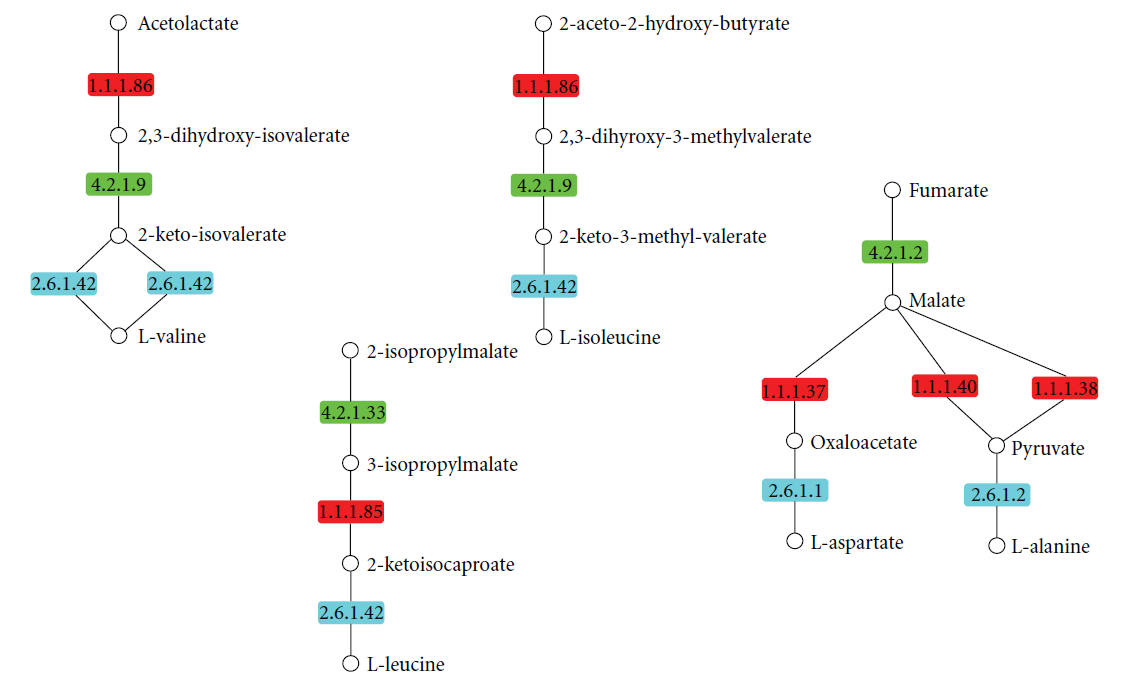 Acetolactate
1.1.1.86
2,3-dihydroxy-isovalerate
4.2.1.9
2-keto-isovalerate
2.6.1.42
2.6.1.42
L-valine
2-aceto-2-hydroxy-butyrate
1.1.1.86
2,3-dihyroxy-3-methylvalerate
4.2.1.9
2-keto-3-methyl-valerate
2.6.1.42
L-isoleucine
2-isopropylmalate
4.2.1.33
3-isopropylmalate
1.1.1.85
2-ketoisocaproate
2.6.1.42
L-leucine
Fumarate
4.2.1.2
Malate
1.1.1.37
1.1.1.40
1.1.1.38
Oxaloacetate
Pyruvate
2.6.1.1
2.6.1.2
L-aspartate
L-alanine